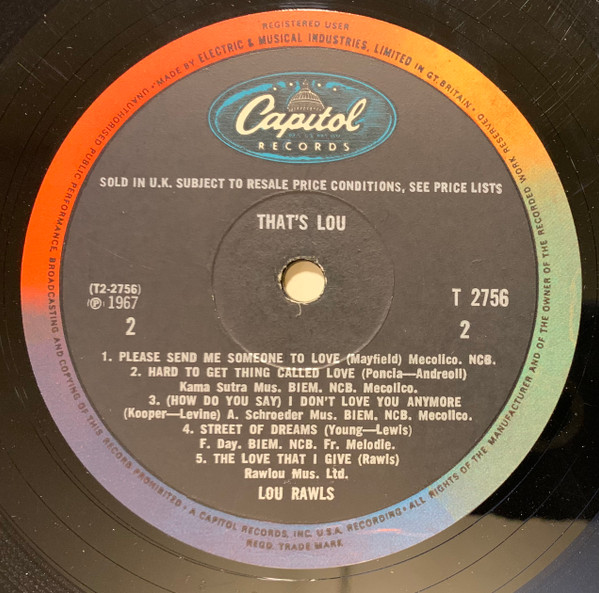 REGISTERED USER
UNAUTHORISED PUBLIC PERFORMANCE, BROADCASTING AND COPYING OF THIS RECORD PROHIBITED • A CAPITOL RECORDS, INC. U.S.A. RECORDING • ALL RIGHTS OF THE MANUFACTURER AND OF THE OWNER OF THE RECORDED WORK RESERVED
• MADE BY ELECTRIC & MUSICAL INDUSTRIES, LIMITED IN GT. BRITAIN •
Capitol
RECORDS
SOLD IN U.K. SUBJECT TO RESALE PRICE CONDITIONS, SEE PRICE LISTS
THAT'S LOU
(T2-2756)
Ⓟ 1967
T 2756
2
2
1. PLEASE SEND ME SOMEONE TO LOVE (Mayfield) Mecolico. NCB.
2. HARD TO GET THING CALLED LOVE (Poncia—Andreoli)
Kama Sutra Mus. BIEM. NCB. Mecolico.
3. (HOW DO YOU SAY) I DON'T LOVE YOU ANYMORE
(Kooper—Levine) A. Schroeder Mus. BIEM. NCB. Mecolico.
4. STREET OF DREAMS (Young—Lewis)
F. Day. BIEM. NCB. Fr. Melodie.
5. THE LOVE THAT I GIVE (Rawls)
Rawlou Mus. Ltd.
LOU RAWLS
REGD. TRADE MARK